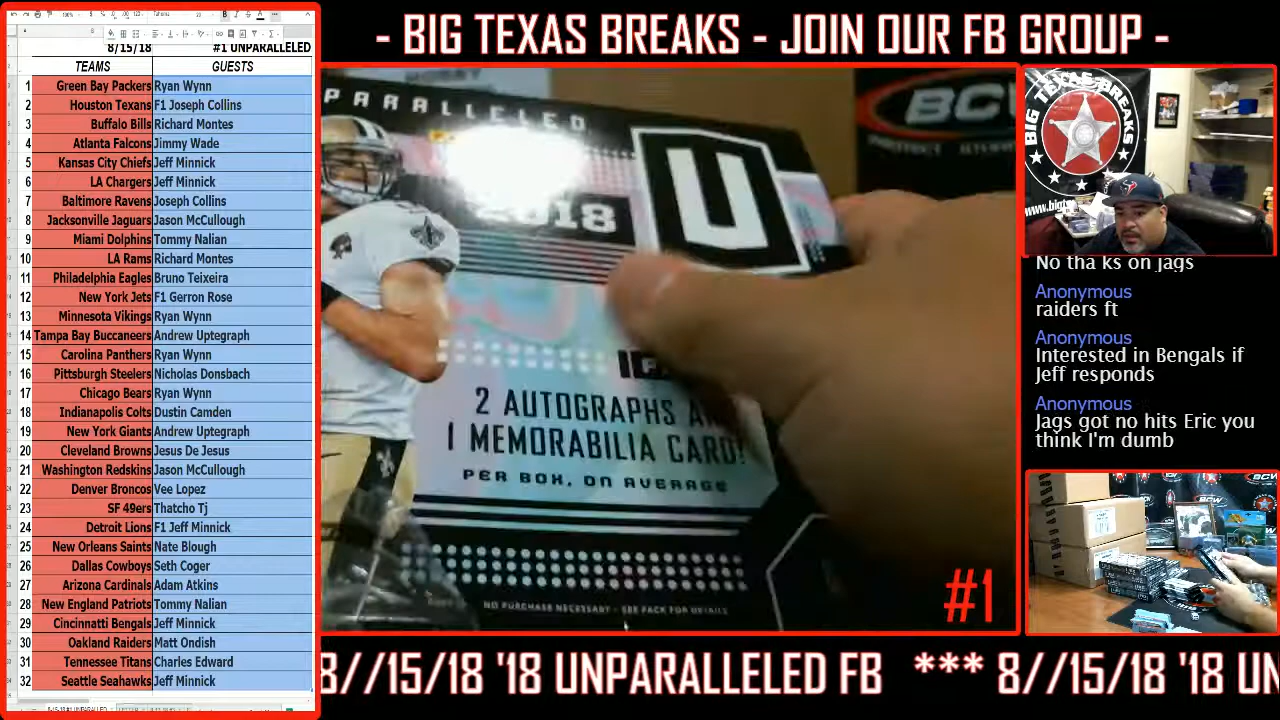 - BIG TEXAS BREAKS - JOIN OUR FB GROUP -
8/15/18 #1 UNPARALLELED
TEAMS GUESTS
1 Green Bay Packers Ryan Wynn
2 Houston Texans F1 Joseph Collins
3 Buffalo Bills Richard Montes
4 Atlanta Falcons Jimmy Wade
5 Kansas City Chiefs Jeff Minnick
6 LA Chargers Jeff Minnick
7 Baltimore Ravens Joseph Collins
8 Jacksonville Jaguars Jason McCullough
9 Miami Dolphins Tommy Nalian
10 LA Rams Richard Montes
11 Philadelphia Eagles Bruno Teixeira
12 New York Jets F1 Gerron Rose
13 Minnesota Vikings Ryan Wynn
14 Tampa Bay Buccaneers Andrew Uptegraph
15 Carolina Panthers Ryan Wynn
16 Pittsburgh Steelers Nicholas Donsbach
17 Chicago Bears Ryan Wynn
18 Indianapolis Colts Dustin Camden
19 New York Giants Andrew Uptegraph
20 Cleveland Browns Jesus De Jesus
21 Washington Redskins Jason McCullough
22 Denver Broncos Vee Lopez
23 SF 49ers Thatcho Tj
24 Detroit Lions F1 Jeff Minnick
25 New Orleans Saints Nate Blough
26 Dallas Cowboys Seth Coger
27 Arizona Cardinals Adam Atkins
28 New England Patriots Tommy Nalian
29 Cincinnatti Bengals Jeff Minnick
30 Oakland Raiders Matt Ondish
31 Tennessee Titans Charles Edward
32 Seattle Seahawks Jeff Minnick
PARALLELED
U
2018
2 AUTOGRAPHS
1 MEMORABILIA CARD!
PER BOX, ON AVERAGE
NO PURCHASE NECESSARY - SEE PACK FOR DETAILS
BCW
#1
BIG TEXAS BREAKS
No tha ks on Jags
Anonymous
raiders ft
Anonymous
Interested in Bengals if
Jeff responds
Anonymous
Jags got no hits Eric you
think I'm dumb
BCW
8//15/18 '18 UNPARALLELED FB *** 8//15/18 '18 UN